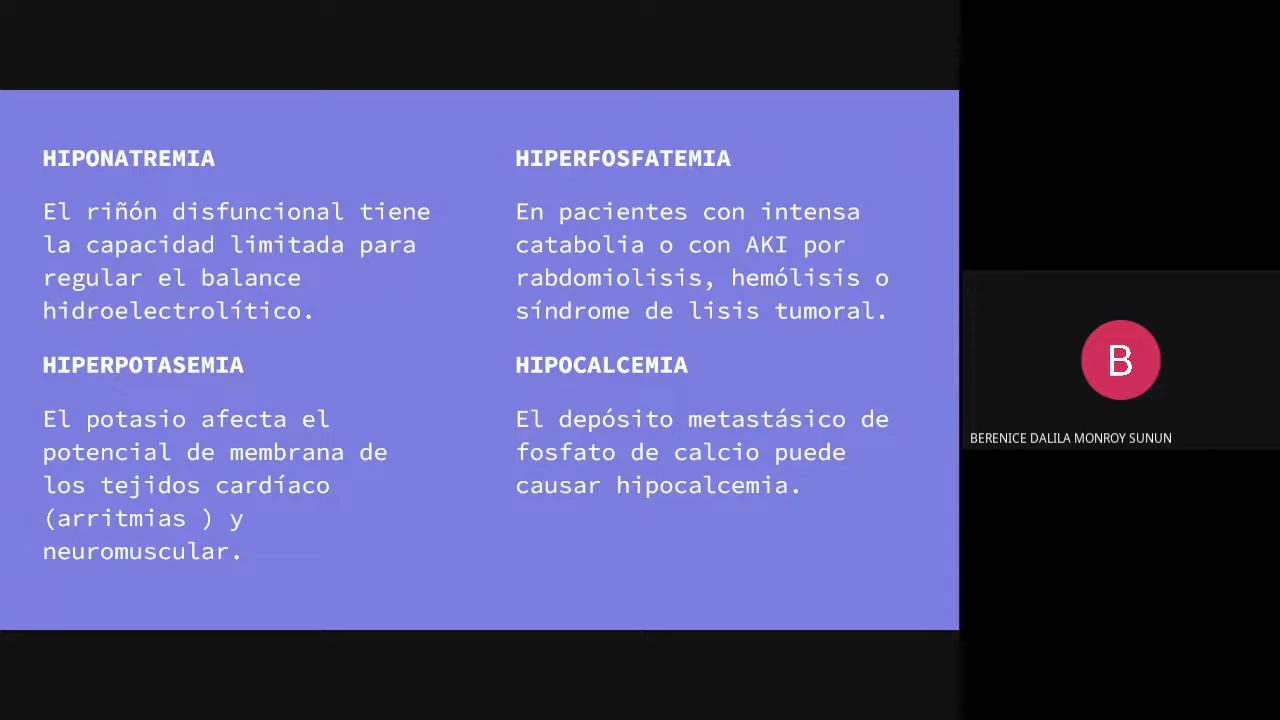 HIPONATREMIA
El riñón disfuncional tiene
la capacidad limitada para
regular el balance
hidroelectrolítico.
HIPERPOTASEMIA
El potasio afecta el
potencial de membrana de
los tejidos cardíaco
(arritmias ) y
neuromuscular.
HIPERFOSFATEMIA
En pacientes con intensa
catabolia o con AKI por
rabdomiolisis, hemólisis o
síndrome de lisis tumoral.
HIPOCALCEMIA
El depósito metastásico de
fosfato de calcio puede
causar hipocalcemia.
B
BERENICE DALILA MONROY SUNUN